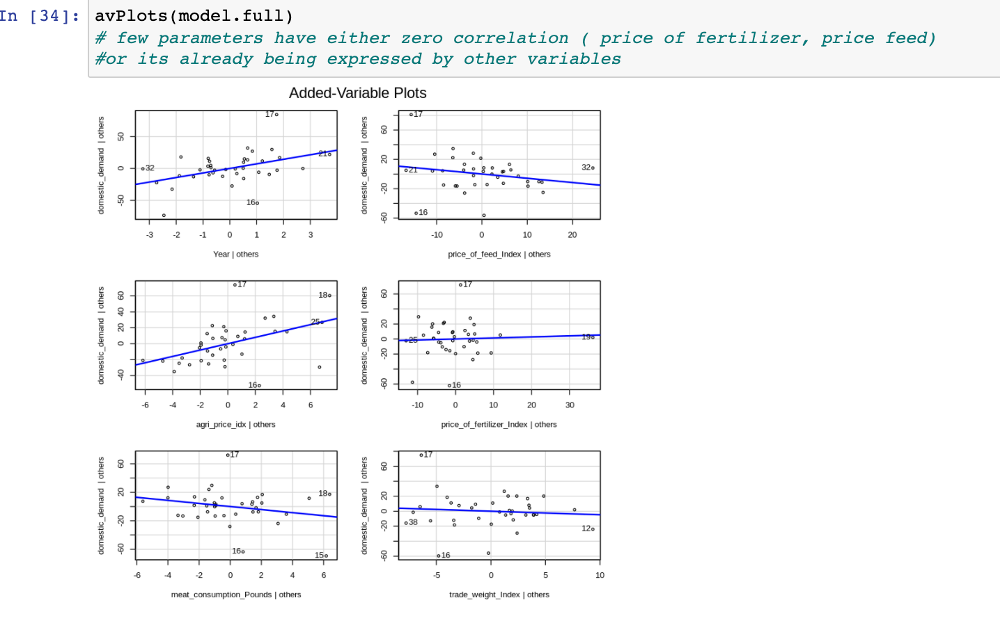 In [34]: avPlots(model.full)
# few parameters have either zero correlation ( price of fertilizer, price feed)
#or its already being expressed by other variables
Added-Variable Plots
domestic_demand | others
50
0
-50
17
32
21
16
-3 -2 -1 0 1 2 3
Year | others
domestic_demand | others
60
20
-20
-60
17
21
32
16
-10 0 10 20
price_of_feed_Index | others
domestic_demand | others
60
40
20
0
-40
17
18
25
16
-6 -4 -2 0 2 4 6
agri_price_idx | others
domestic_demand | others
60
20
0
-20
-60
17
25
19
16
-10 0 10 20 30
price_of_fertilizer_Index | others
domestic_demand | others
60
20
-20
-60
17
18
16
15
-6 -4 -2 0 2 4 6
meat_consumption_Pounds | others
domestic_demand | others
60
20
0
-20
-60
17
38
12
16
-5 0 5 10
trade_weight_Index | others